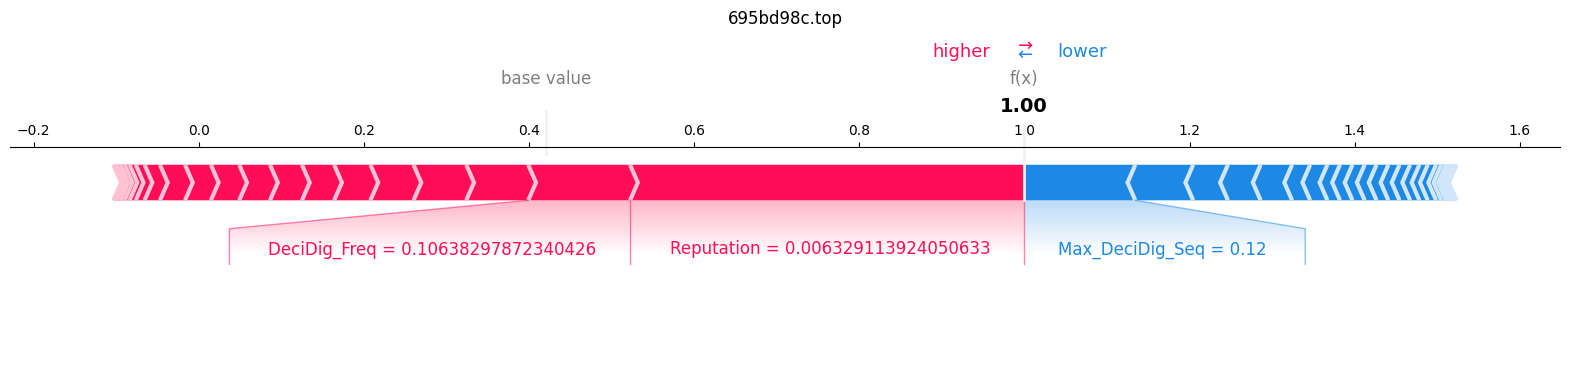 695bd98c.top
higher ⇄ lower
base value f(x)
1.00
−0.2 0.0 0.2 0.4 0.6 0.8 1 0 1.2 1.4 1.6
DeciDig_Freq = 0.10638297872340426 Reputation = 0.006329113924050633 Max_DeciDig_Seq = 0.12